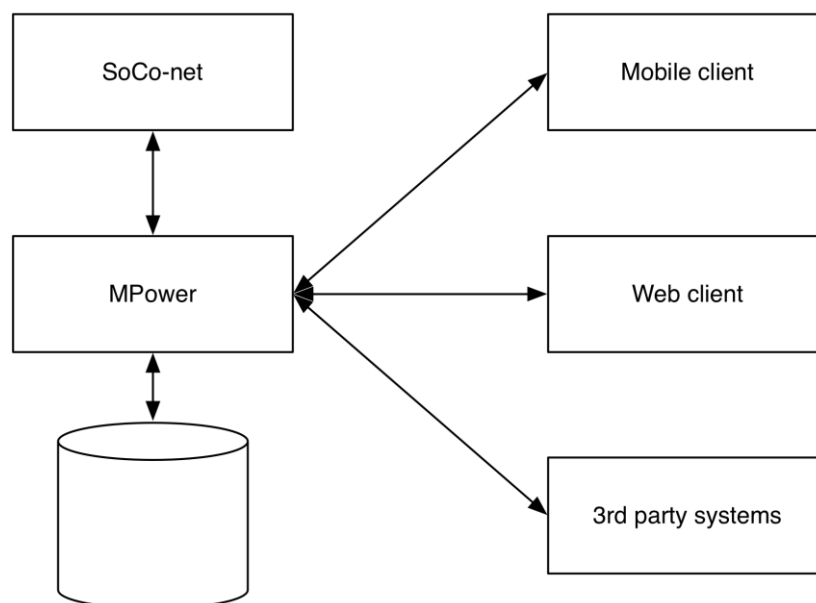 SoCo-net
Mobile client
MPower
Web client
3rd party systems